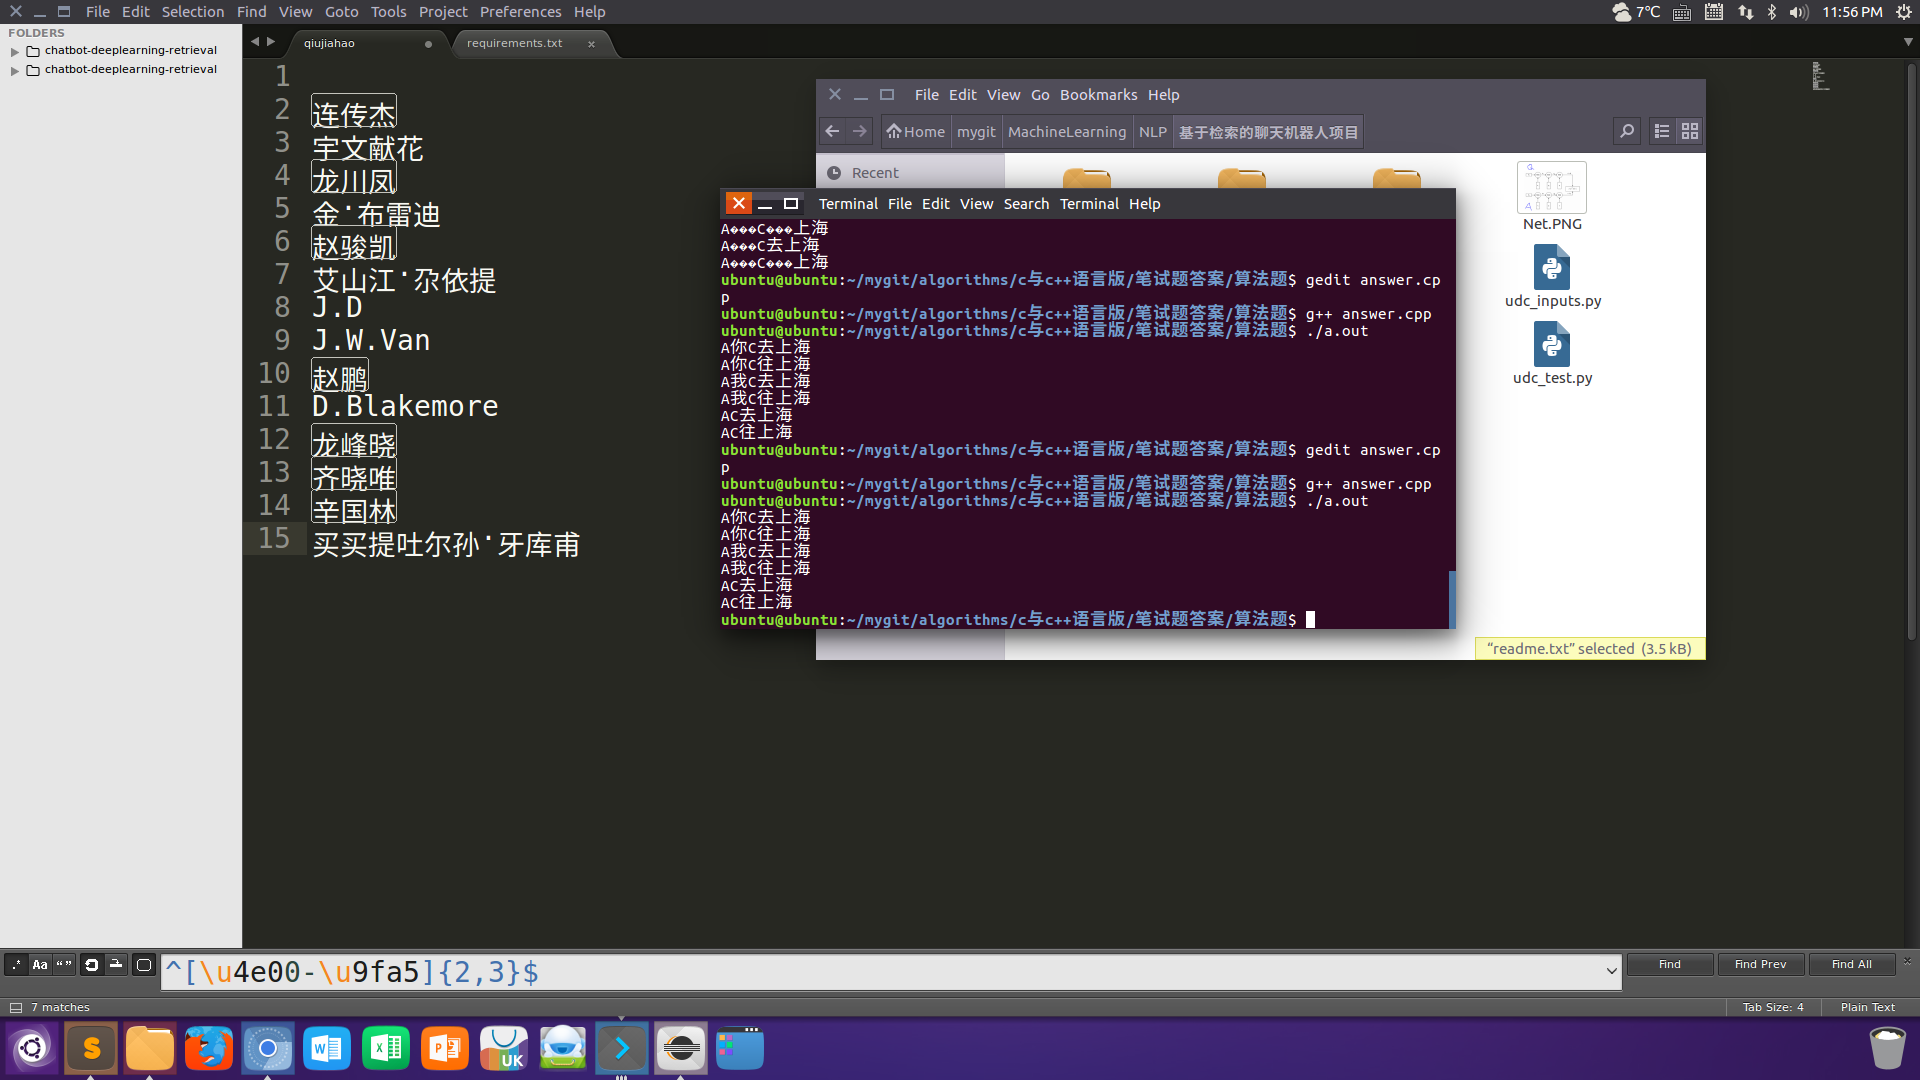 File Edit Selection Find View Goto Tools Project Preferences Help
7℃ 11:56 PM
FOLDERS
chatbot-deeplearning-retrieval
chatbot-deeplearning-retrieval
qiujiahao
requirements.txt
1
2 连传杰
3 宇文献花
4 龙川凤
5 金·布雷迪
6 赵骏凯
7 艾山江·尕依提
8 J.D
9 J.W.Van
10 赵鹏
11 D.Blakemore
12 龙峰晓
13 齐晓唯
14 辛国林
15 买买提吐尔孙·牙库甫
File Edit View Go Bookmarks Help
Home mygit MachineLearning NLP 基于检索的聊天机器人项目
Recent
Net.PNG
udc_inputs.py
udc_test.py
“readme.txt” selected (3.5 kB)
Terminal File Edit View Search Terminal Help
A���C���上海
A���C去上海
A���C���上海
ubuntu@ubuntu:~/mygit/algorithms/c与c++语言版/笔试题答案/算法题$ gedit answer.cp
p
ubuntu@ubuntu:~/mygit/algorithms/c与c++语言版/笔试题答案/算法题$ g++ answer.cpp
ubuntu@ubuntu:~/mygit/algorithms/c与c++语言版/笔试题答案/算法题$ ./a.out
A你C去上海
A你C往上海
A我C去上海
A我C往上海
AC去上海
AC往上海
ubuntu@ubuntu:~/mygit/algorithms/c与c++语言版/笔试题答案/算法题$ gedit answer.cp
p
ubuntu@ubuntu:~/mygit/algorithms/c与c++语言版/笔试题答案/算法题$ g++ answer.cpp
ubuntu@ubuntu:~/mygit/algorithms/c与c++语言版/笔试题答案/算法题$ ./a.out
A你C去上海
A你C往上海
A我C去上海
A我C往上海
AC去上海
AC往上海
ubuntu@ubuntu:~/mygit/algorithms/c与c++语言版/笔试题答案/算法题$
.* Aa “” ^[\u4e00-\u9fa5]{2,3}$ Find Find Prev Find All
7 matches Tab Size: 4 Plain Text
S W X P UK